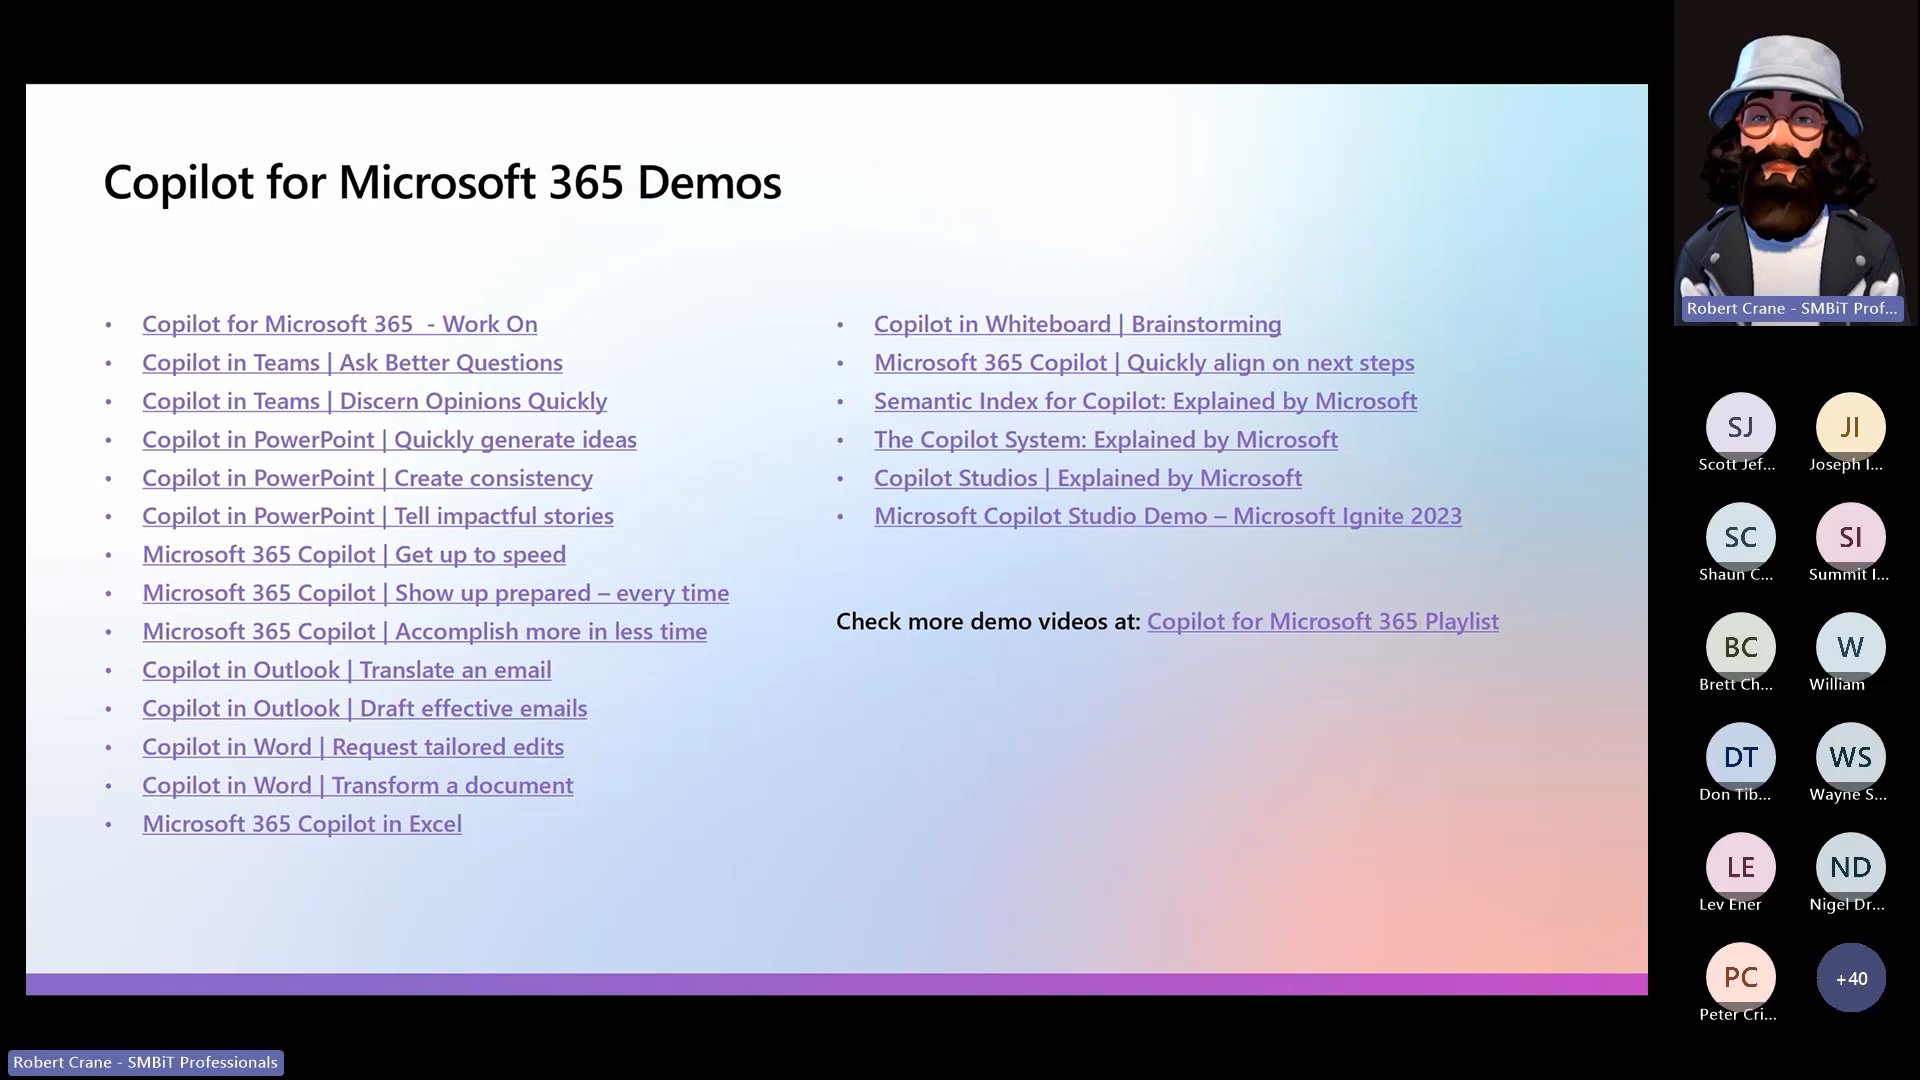 Copilot for Microsoft 365 Demos
• Copilot for Microsoft 365  - Work On
• Copilot in Teams | Ask Better Questions
• Copilot in Teams | Discern Opinions Quickly
• Copilot in PowerPoint | Quickly generate ideas
• Copilot in PowerPoint | Create consistency
• Copilot in PowerPoint | Tell impactful stories
• Microsoft 365 Copilot | Get up to speed
• Microsoft 365 Copilot | Show up prepared – every time
• Microsoft 365 Copilot | Accomplish more in less time
• Copilot in Outlook | Translate an email
• Copilot in Outlook | Draft effective emails
• Copilot in Word | Request tailored edits
• Copilot in Word | Transform a document
• Microsoft 365 Copilot in Excel
• Copilot in Whiteboard | Brainstorming
• Microsoft 365 Copilot | Quickly align on next steps
• Semantic Index for Copilot: Explained by Microsoft
• The Copilot System: Explained by Microsoft
• Copilot Studios | Explained by Microsoft
• Microsoft Copilot Studio Demo – Microsoft Ignite 2023
Check more demo videos at: Copilot for Microsoft 365 Playlist
Robert Crane - SMBiT Prof...
SJ
Scott Jef...
JI
Joseph I...
SC
Shaun C...
SI
Summit I...
BC
Brett Ch...
W
William
DT
Don Tib...
WS
Wayne S...
LE
Lev Ener
ND
Nigel Dr...
PC
Peter Cri...
+40
Robert Crane - SMBiT Professionals